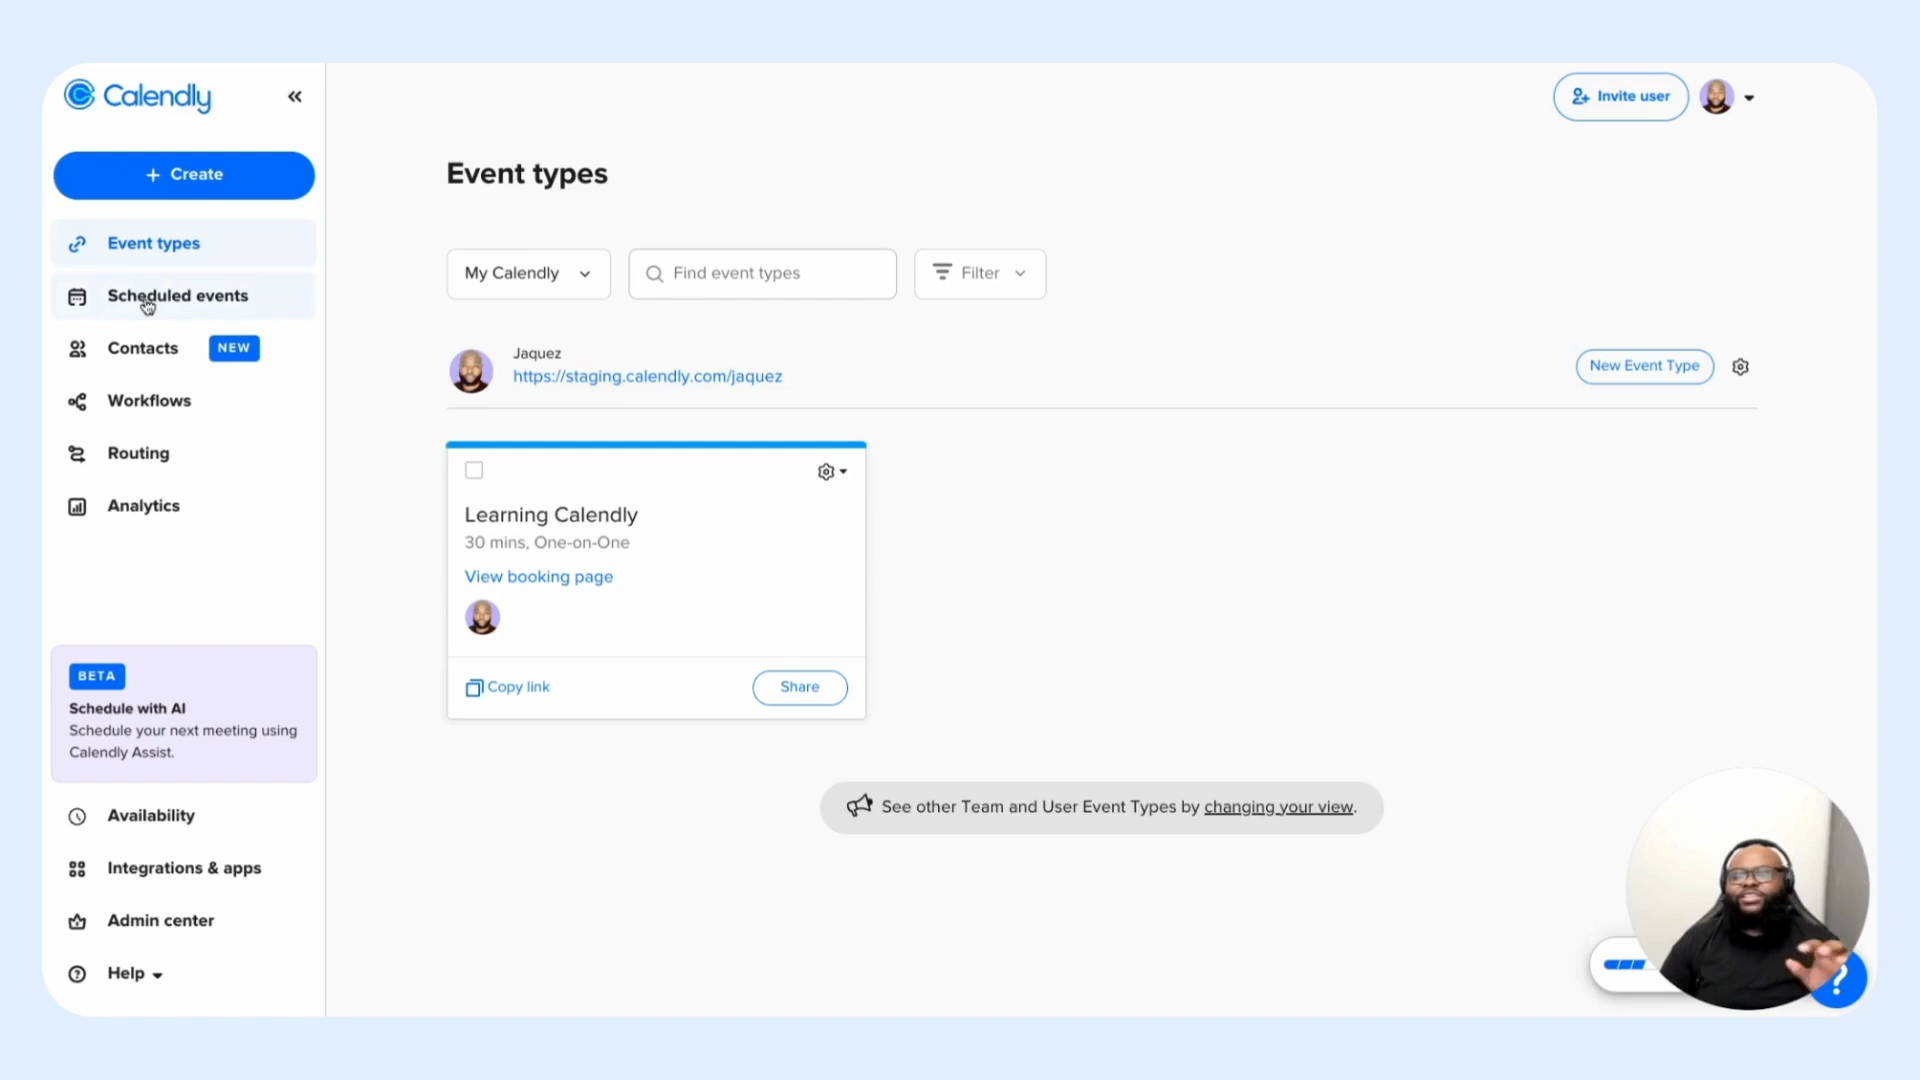 Calendly
Invite user
+ Create
Event types
Scheduled events
Contacts NEW
Workflows
Routing
Analytics
BETA
Schedule with AI
Schedule your next meeting using
Calendly Assist.
Availability
Integrations & apps
Admin center
Help
Event types
My Calendly
Find event types
Filter
Jaquez
https://staging.calendly.com/jaquez
New Event Type
Learning Calendly
30 mins, One-on-One
View booking page
Copy link
Share
See other Team and User Event Types by changing your view.
?